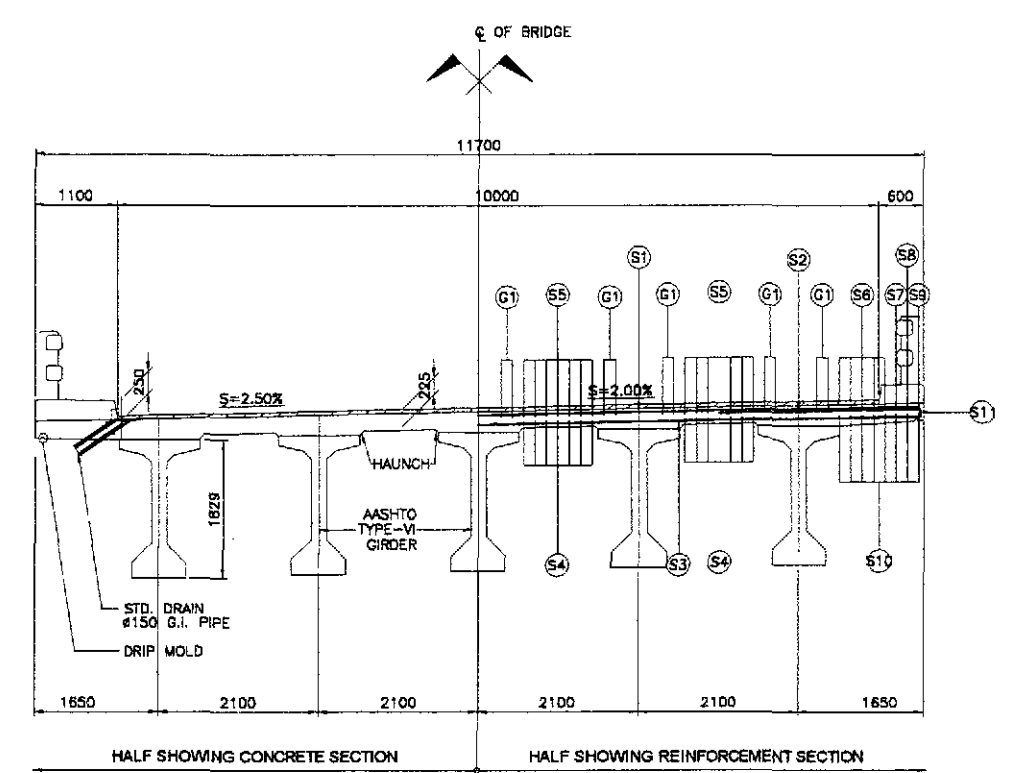 ℄ OF BRIDGE
11700
1100 10000 600
S1 S2 S8
G1 S5 G1 G1 S5 G1 G1 S6 S7 S9
250 225
S=2.50% S=2.00%
S11
HAUNCH
1829
AASHTO
TYPE-VI
GIRDER
S4 S3 S4 S10
STD. DRAIN
ø150 G.I. PIPE
DRIP MOLD
1650 2100 2100 2100 2100 1650
HALF SHOWING CONCRETE SECTION HALF SHOWING REINFORCEMENT SECTION